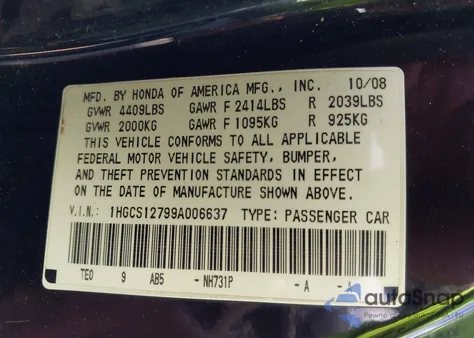 MFD. BY HONDA OF AMERICA MFG., INC. 10/08
GVWR 4409LBS GAWR F 2414LBS R 2039LBS
GVWR 2000KG GAWR F 1095KG R 925KG
THIS VEHICLE CONFORMS TO ALL APPLICABLE
FEDERAL MOTOR VEHICLE SAFETY, BUMPER,
AND THEFT PREVENTION STANDARDS IN EFFECT
ON THE DATE OF MANUFACTURE SHOWN ABOVE.
V.I.N.: 1HGCS12799A006637 TYPE: PASSENGER CAR
TE0 9 AB5 - NH731P - A - A
autoSnap